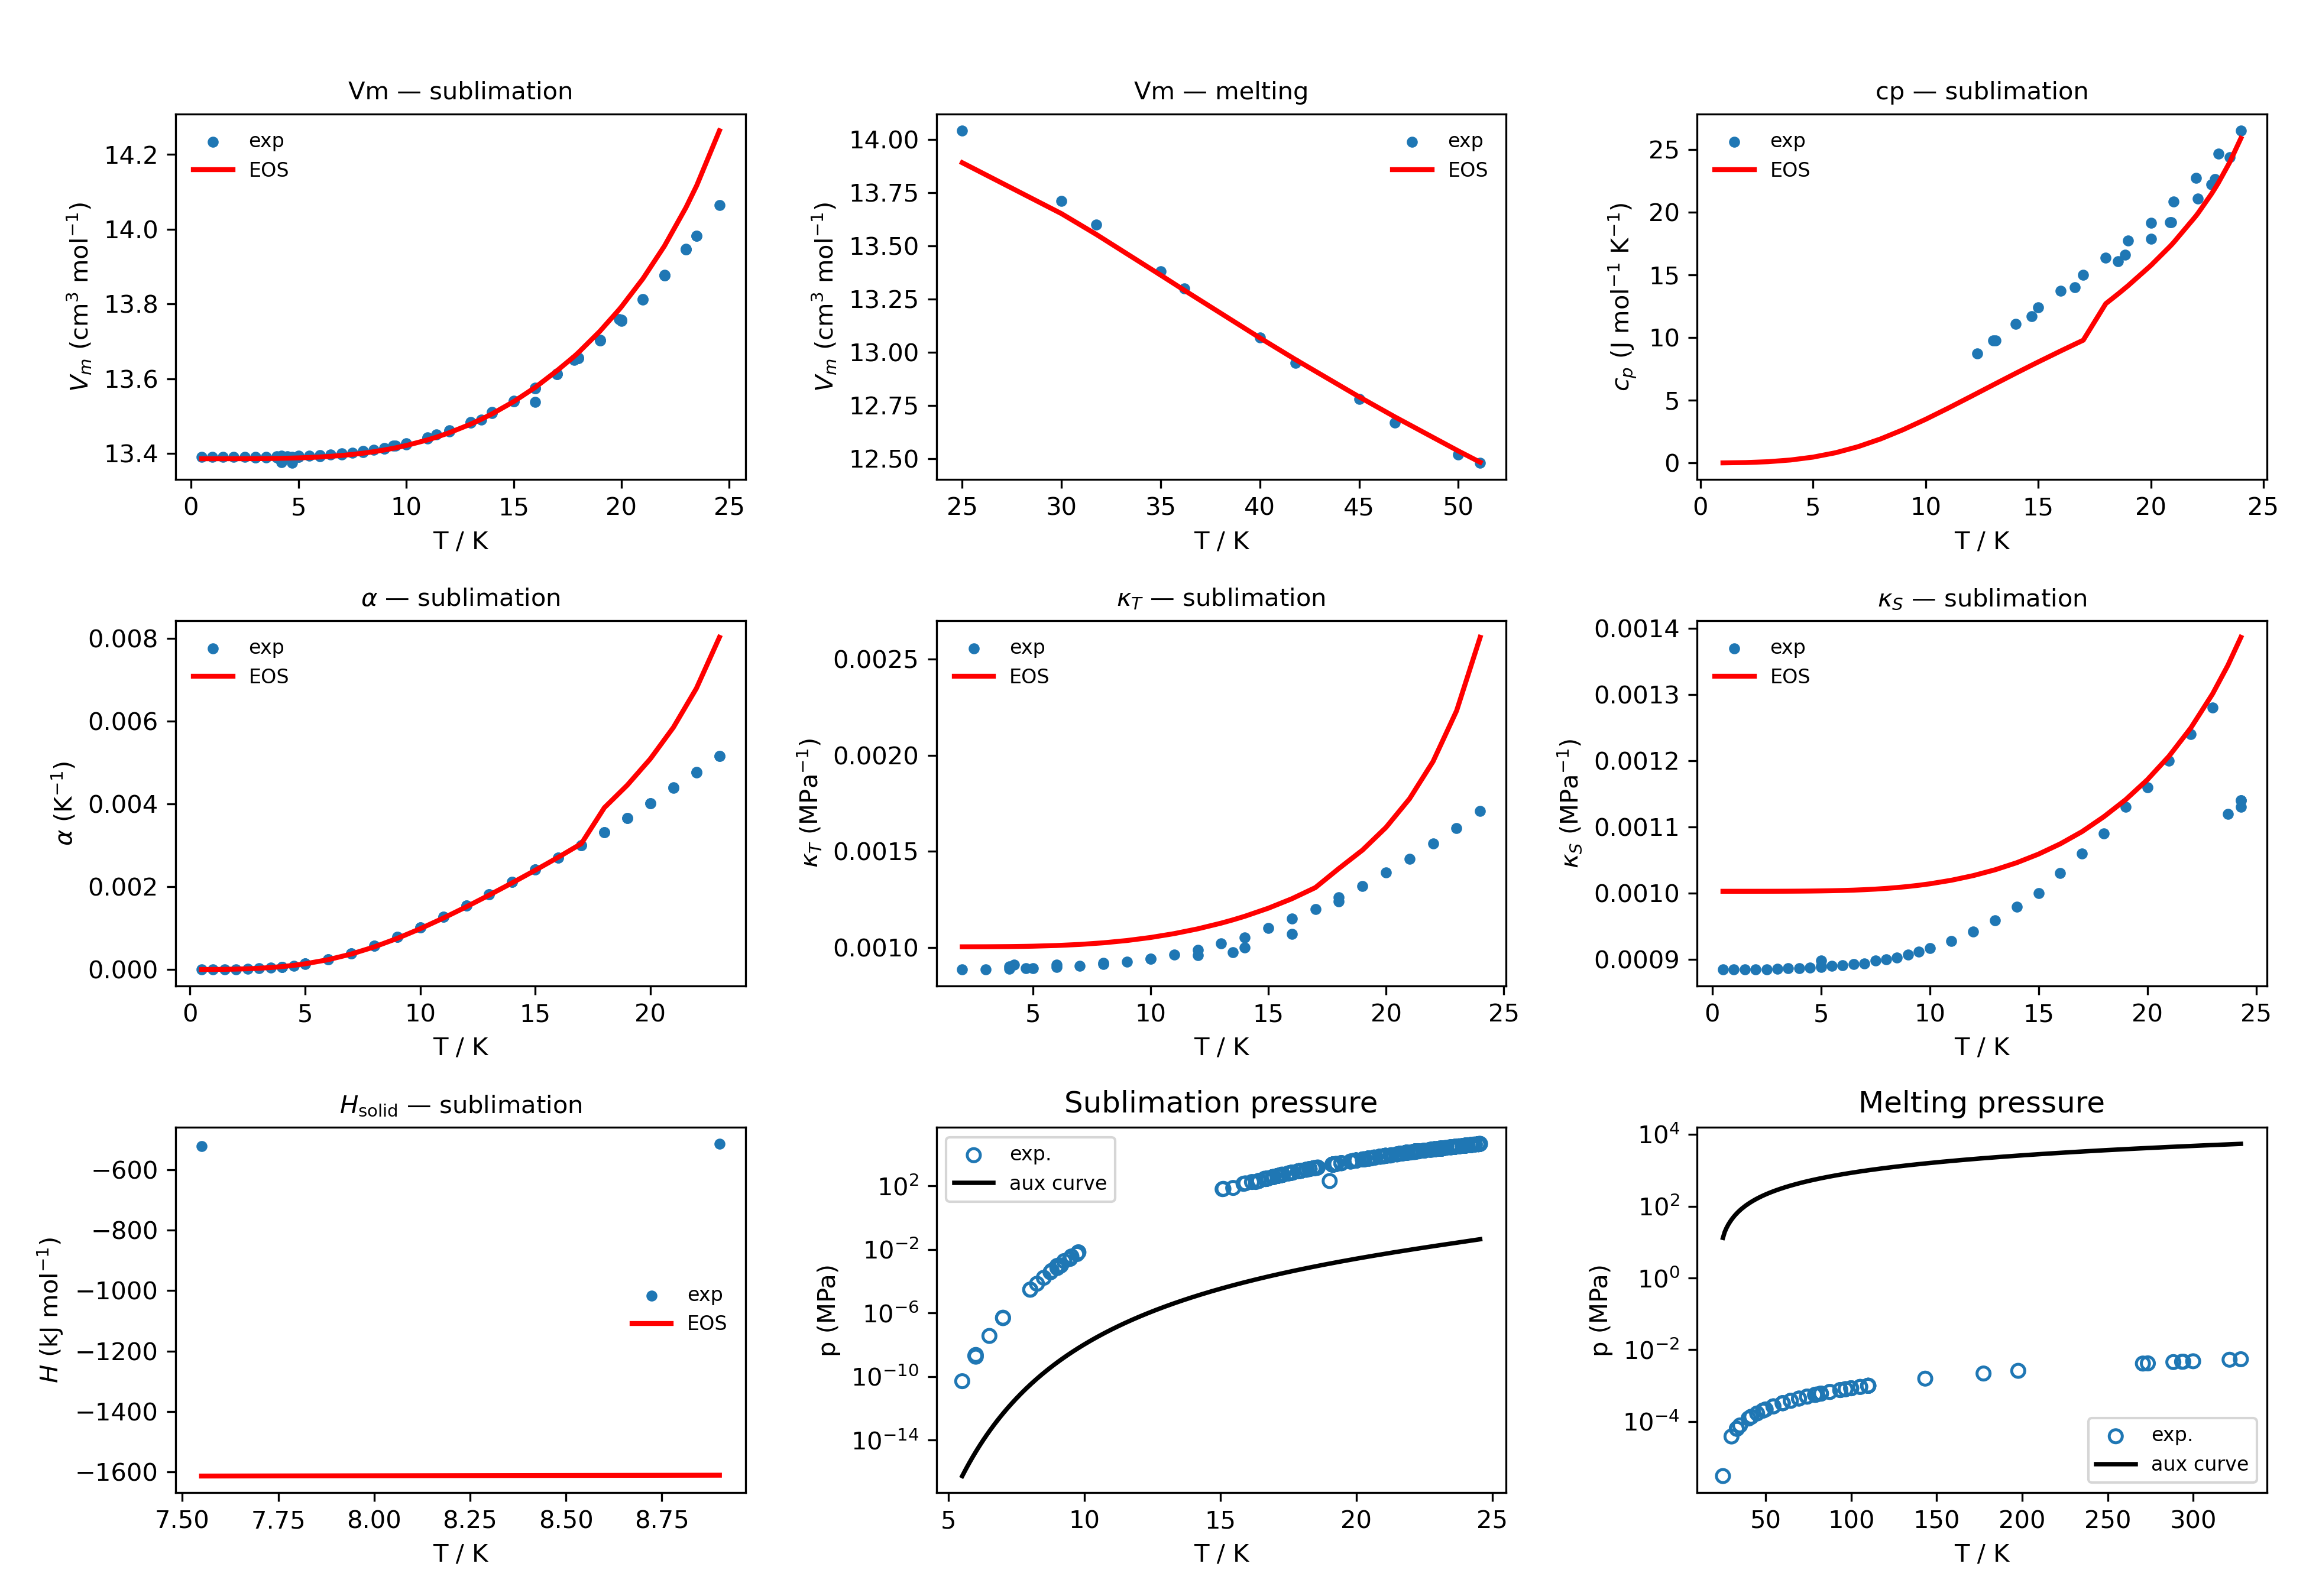 Vm — sublimation
exp
EOS
14.2
14.0
13.8
13.6
13.4
V_m (cm³ mol⁻¹)
0 5 10 15 20 25
T / K
Vm — melting
exp
EOS
14.00
13.75
13.50
13.25
13.00
12.75
12.50
V_m (cm³ mol⁻¹)
25 30 35 40 45 50
T / K
cp — sublimation
exp
EOS
25
20
15
10
5
0
c_p (J mol⁻¹ K⁻¹)
0 5 10 15 20 25
T / K
α — sublimation
exp
EOS
0.008
0.006
0.004
0.002
0.000
α (K⁻¹)
0 5 10 15 20
T / K
κ_T — sublimation
exp
EOS
0.0025
0.0020
0.0015
0.0010
κ_T (MPa⁻¹)
5 10 15 20 25
T / K
κ_S — sublimation
exp
EOS
0.0014
0.0013
0.0012
0.0011
0.0010
0.0009
κ_S (MPa⁻¹)
0 5 10 15 20 25
T / K
H_solid — sublimation
exp
EOS
−600
−800
−1000
−1200
−1400
−1600
H (kJ mol⁻¹)
7.50 7.75 8.00 8.25 8.50 8.75
T / K
Sublimation pressure
exp.
aux curve
10²
10⁻²
10⁻⁶
10⁻¹⁰
10⁻¹⁴
p (MPa)
5 10 15 20 25
T / K
Melting pressure
exp.
aux curve
10⁴
10²
10⁰
10⁻²
10⁻⁴
p (MPa)
50 100 150 200 250 300
T / K